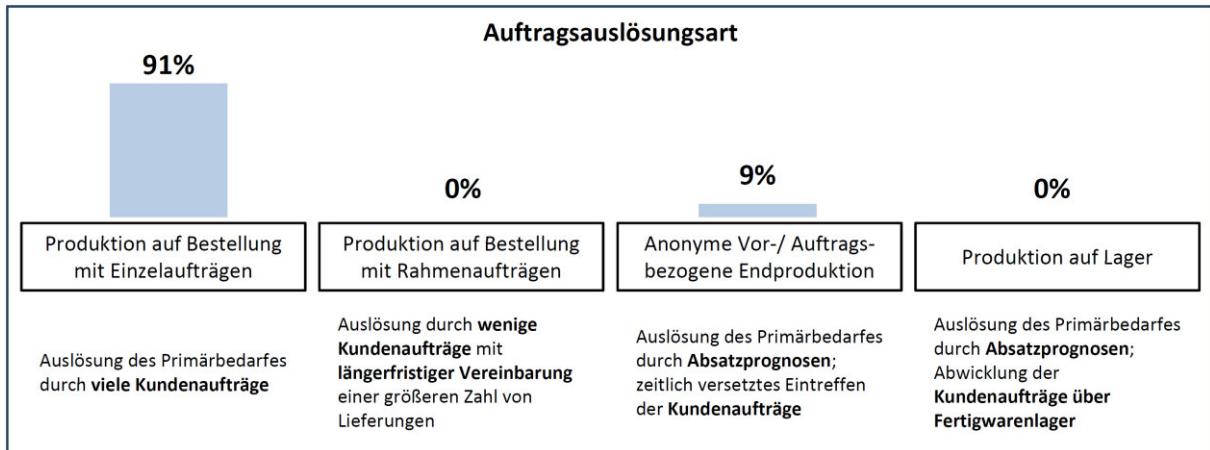 Auftragsauslösungsart
91%
0%
9%
0%
Produktion auf Bestellung
mit Einzelaufträgen
Produktion auf Bestellung
mit Rahmenaufträgen
Anonyme Vor-/ Auftrags-
bezogene Endproduktion
Produktion auf Lager
Auslösung des Primärbedarfes
durch viele Kundenaufträge
Auslösung durch wenige
Kundenaufträge mit
längerfristiger Vereinbarung
einer größeren Zahl von
Lieferungen
Auslösung des Primärbedarfes
durch Absatzprognosen;
zeitlich versetztes Eintreffen
der Kundenaufträge
Auslösung des Primärbedarfes
durch Absatzprognosen;
Abwicklung der
Kundenaufträge über
Fertigwarenlager